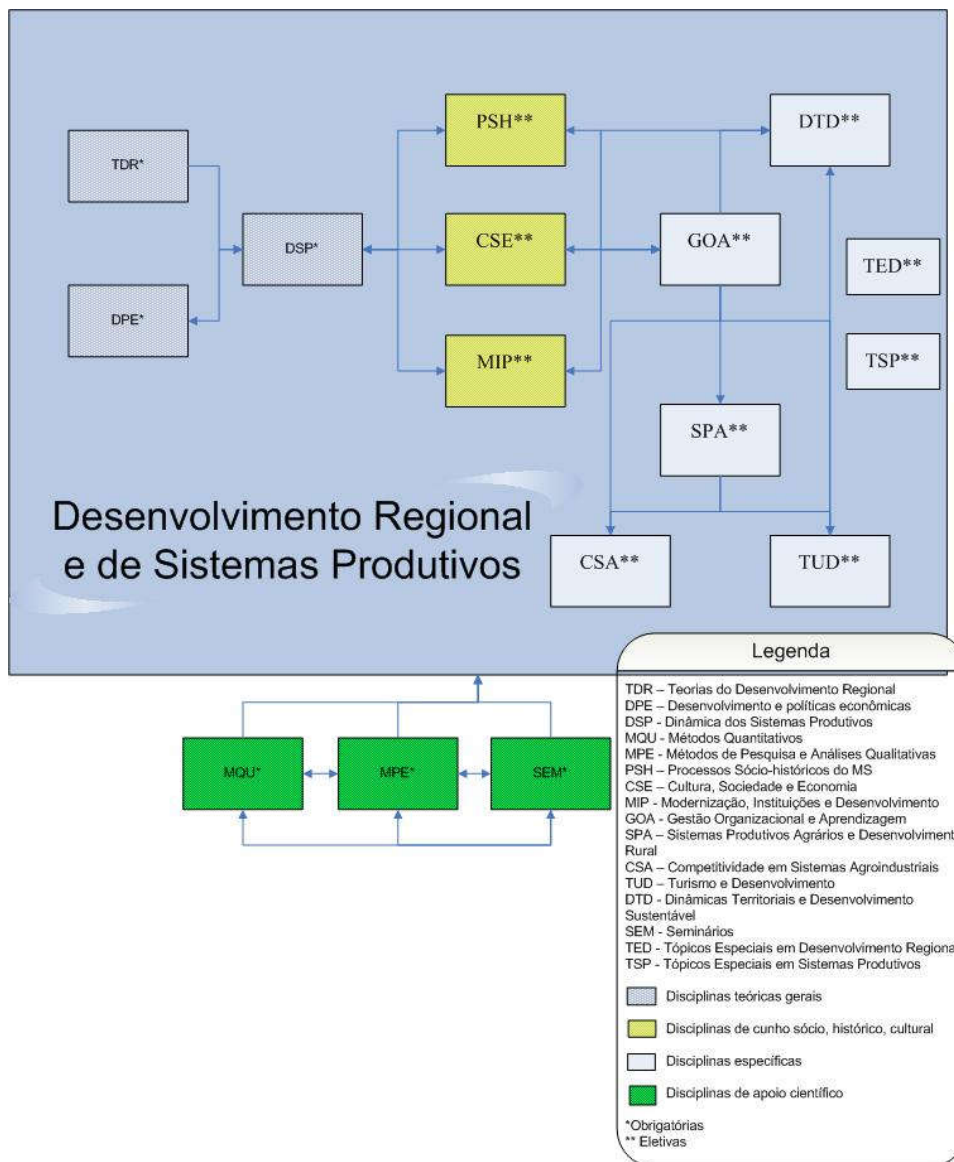 PSH**
DTD**
TDR*
DSP*
CSE**
GOA**
TED**
DPE*
MIP**
TSP**
SPA**
Desenvolvimento Regional
e de Sistemas Produtivos
CSA**
TUD**
MQU*
MPE*
SEM*
Legenda
TDR – Teorias do Desenvolvimento Regional
DPE – Desenvolvimento e políticas econômicas
DSP - Dinâmica dos Sistemas Produtivos
MQU - Métodos Quantitativos
MPE - Métodos de Pesquisa e Análises Qualitativas
PSH – Processos Sócio-históricos do MS
CSE – Cultura, Sociedade e Economia
MIP - Modernização, Instituições e Desenvolvimento
GOA - Gestão Organizacional e Aprendizagem
SPA – Sistemas Produtivos Agrários e Desenvolviment
Rural
CSA – Competitividade em Sistemas Agroindustriais
TUD – Turismo e Desenvolvimento
DTD - Dinâmicas Territoriais e Desenvolvimento
Sustentável
SEM - Seminários
TED - Tópicos Especiais em Desenvolvimento Regiona
TSP - Tópicos Especiais em Sistemas Produtivos
Disciplinas teóricas gerais
Disciplinas de cunho sócio, histórico, cultural
Disciplinas específicas
Disciplinas de apoio científico
*Obrigatórias
** Eletivas